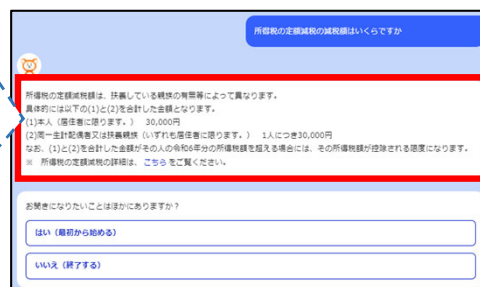 所得税の定額減税の減税額はいくらですか
所得税の定額減税額は、扶養している親族の有無等によって異なります。
具体的には以下の(1)と(2)を合計した金額となります。
(1)本人（居住者に限ります。）　30,000円
(2)同一生計配偶者又は扶養親族（いずれも居住者に限ります。）　1人につき30,000円
なお、(1)と(2)を合計した金額がその人の令和6年分の所得税額を超える場合には、その所得税額が控除される限度になります。
※　所得税の定額減税の詳細は、こちらをご覧ください。
お聞きになりたいことはほかにありますか？
はい（最初から始める）
いいえ（終了する）